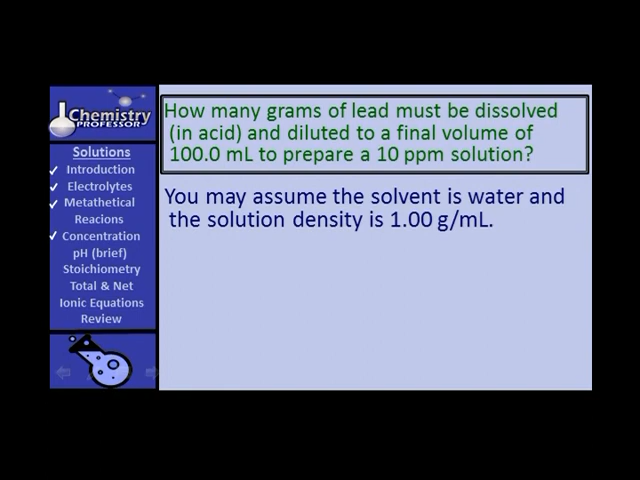 Chemistry
PROFESSOR
Solutions
Introduction
Electrolytes
Metathetical
Reacions
Concentration
pH (brief)
Stoichiometry
Total & Net
Ionic Equations
Review
How many grams of lead must be dissolved
(in acid) and diluted to a final volume of
100.0 mL to prepare a 10 ppm solution?
You may assume the solvent is water and
the solution density is 1.00 g/mL.